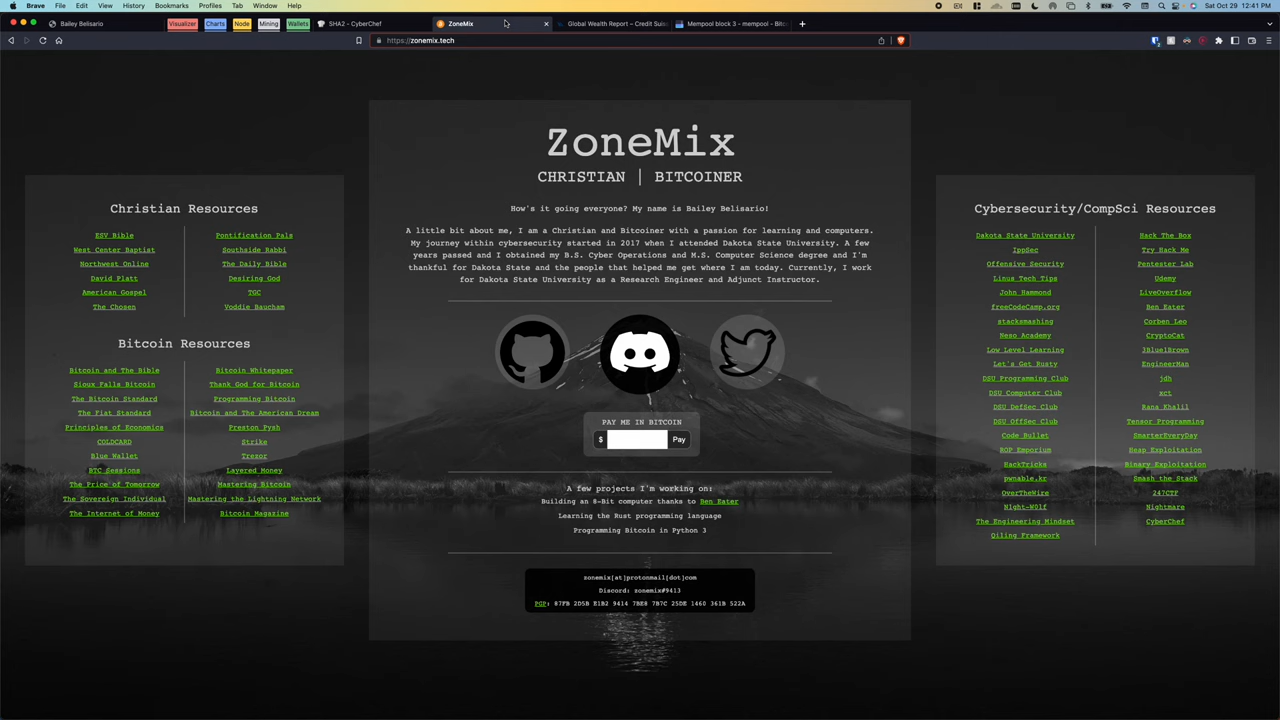 Brave File Edit View History Bookmarks Profiles Tab Window Help
Sat Oct 29 12:41 PM
Bailey Belisario
Visualizer Charts Node Mining Wallets
SHA2 - CyberChef
ZoneMix
Global Wealth Report – Credit Suis
Mempool block 3 - mempool - Bitc
https://zonemix.tech
ZoneMix
CHRISTIAN | BITCOINER
How's it going everyone? My name is Bailey Belisario!
A little bit about me, I am a Christian and Bitcoiner with a passion for learning and computers.
My journey within cybersecurity started in 2017 when I attended Dakota State University. A few
years passed and I obtained my B.S. Cyber Operations and M.S. Computer Science degree and I'm
thankful for Dakota State and the people that helped me get where I am today. Currently, I work
for Dakota State University as a Research Engineer and Adjunct Instructor.
PAY ME IN BITCOIN
$ Pay
A few projects I'm working on:
Building an 8-Bit computer thanks to Ben Eater
Learning the Rust programming language
Programming Bitcoin in Python 3
zonemix[at]protonmail[dot]com
Discord: zonemix#9413
PGP: 87FB 2D5B E1B2 9414 7BE8 7B7C 25DE 1460 361B 522A
Christian Resources
ESV Bible
West Center Baptist
Northwest Online
David Platt
American Gospel
The Chosen
Pontification Pals
Southside Rabbi
The Daily Bible
Desiring God
TGC
Voddie Baucham
Bitcoin Resources
Bitcoin and The Bible
Sioux Falls Bitcoin
The Bitcoin Standard
The Fiat Standard
Principles of Economics
COLDCARD
Blue Wallet
BTC Sessions
The Price of Tomorrow
The Sovereign Individual
The Internet of Money
Bitcoin Whitepaper
Thank God for Bitcoin
Programming Bitcoin
Bitcoin and The American Dream
Preston Pysh
Strike
Trezor
Layered Money
Mastering Bitcoin
Mastering the Lightning Network
Bitcoin Magazine
Cybersecurity/CompSci Resources
Dakota State University
IppSec
Offensive Security
Linus Tech Tips
John Hammond
freeCodeCamp.org
stacksmashing
Neso Academy
Low Level Learning
Let's Get Rusty
DSU Programming Club
DSU Computer Club
DSU DefSec Club
DSU OffSec Club
Code Bullet
ROP Emporium
HackTricks
pwnable.kr
OverTheWire
N1ght-W0lf
The Engineering Mindset
Qiling Framework
Hack The Box
Try Hack Me
Pentester Lab
Udemy
LiveOverflow
Ben Eater
Corben Leo
CryptoCat
3Blue1Brown
EngineerMan
jdh
xct
Rana Khalil
Tensor Programming
SmarterEveryDay
Heap Exploitation
Binary Exploitation
Smash the Stack
247CTF
Nightmare
CyberChef